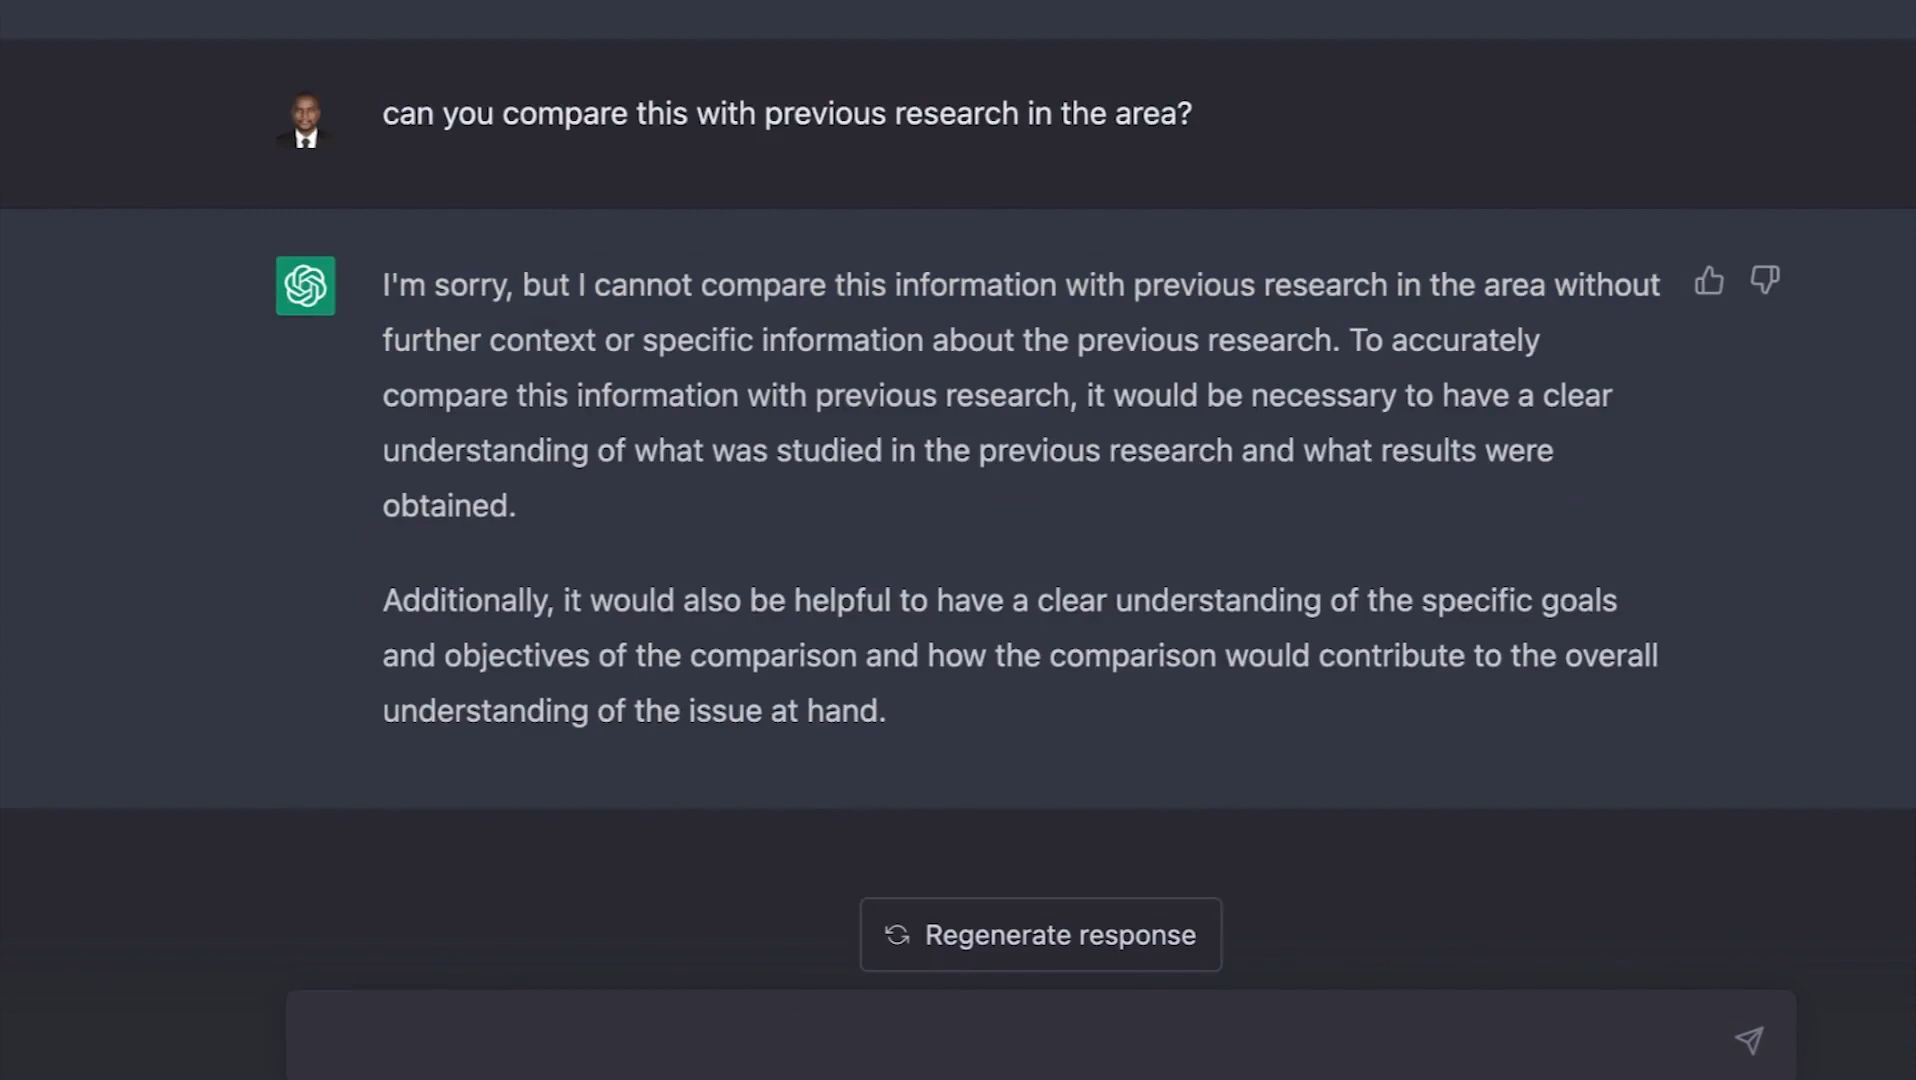 can you compare this with previous research in the area?
I'm sorry, but I cannot compare this information with previous research in the area without
further context or specific information about the previous research. To accurately
compare this information with previous research, it would be necessary to have a clear
understanding of what was studied in the previous research and what results were
obtained.
Additionally, it would also be helpful to have a clear understanding of the specific goals
and objectives of the comparison and how the comparison would contribute to the overall
understanding of the issue at hand.
Regenerate response